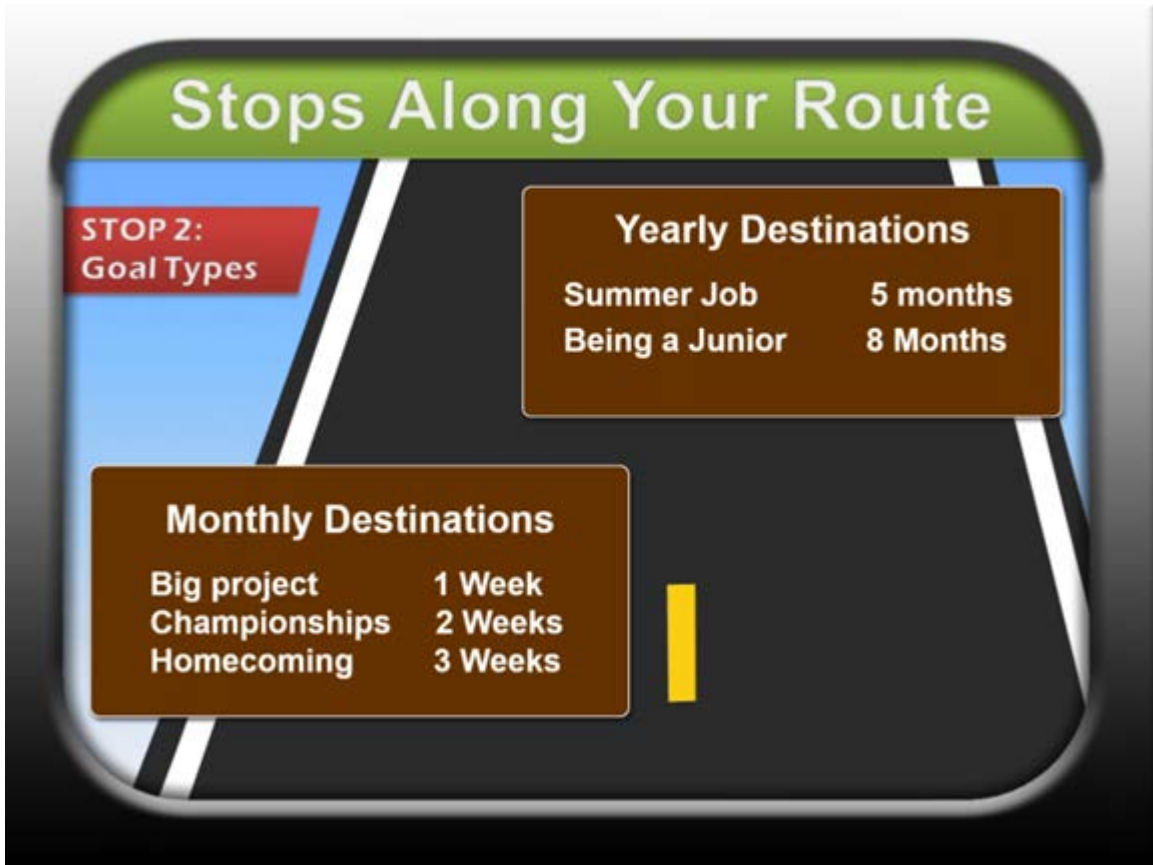 Stops Along Your Route
STOP 2:
Goal Types
Yearly Destinations
Summer Job 5 months
Being a Junior 8 Months
Monthly Destinations
Big project 1 Week
Championships 2 Weeks
Homecoming 3 Weeks